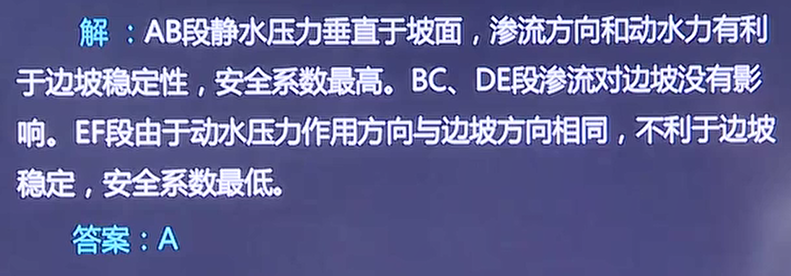 解：AB段静水压力垂直于坡面，渗流方向和动水力有利
于边坡稳定性，安全系数最高。BC、DE段渗流对边坡没有影
响。EF段由于动水压力作用方向与边坡方向相同，不利于边坡
稳定，安全系数最低。
答案：A